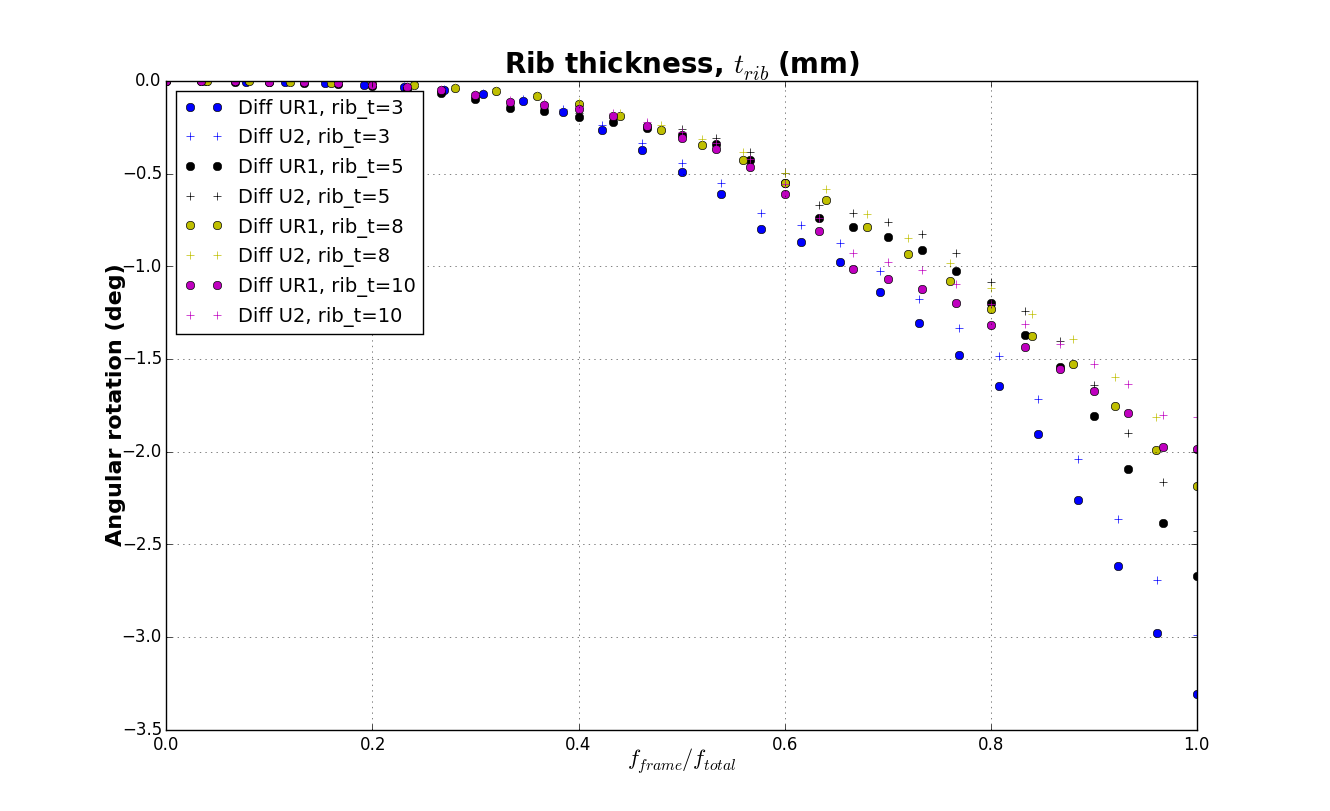 Rib thickness, t_rib (mm)
0.0
−0.5
−1.0
−1.5
−2.0
−2.5
−3.0
−3.5
Angular rotation (deg)
Diff UR1, rib_t=3
Diff U2, rib_t=3
Diff UR1, rib_t=5
Diff U2, rib_t=5
Diff UR1, rib_t=8
Diff U2, rib_t=8
Diff UR1, rib_t=10
Diff U2, rib_t=10
0.0 0.2 0.4 0.6 0.8 1.0
f_frame/f_total